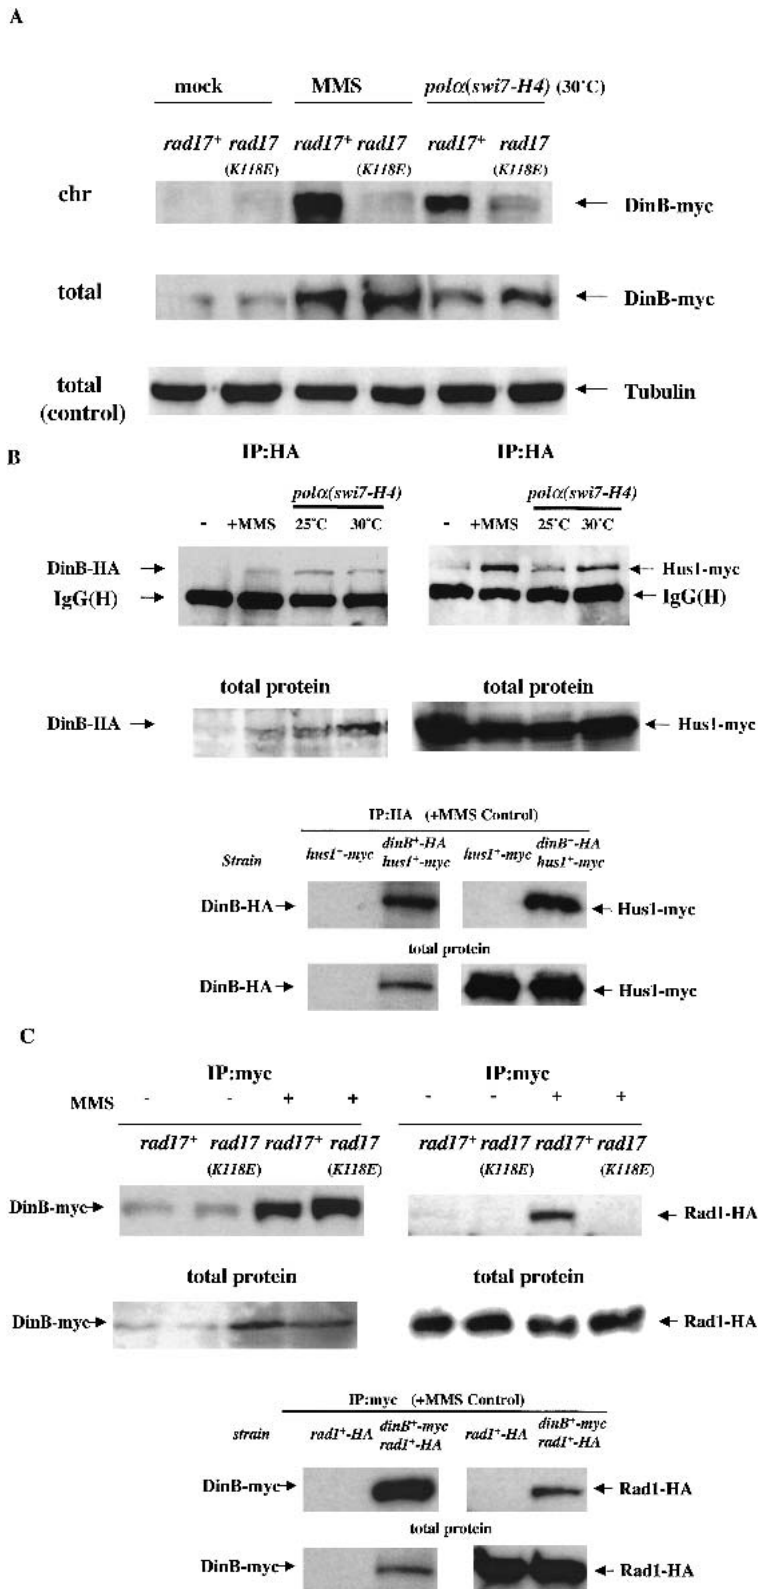 A
mock MMS polα(swi7-H4) (30˚C)
rad17+ rad17 rad17+ rad17 rad17+ rad17
(K118E) (K118E) (K118E)
chr DinB-myc
total DinB-myc
total Tubulin
(control)
B
IP:HA IP:HA
polα(swi7-H4) polα(swi7-H4)
- +MMS 25˚C 30˚C - +MMS 25˚C 30˚C
DinB-HA Hus1-myc
IgG(H) IgG(H)
total protein total protein
DinB-HA Hus1-myc
IP:HA (+MMS Control)
Strain hus1+-myc dinB+-HA hus1+-myc dinB+-HA
hus1+-myc hus1+-myc
DinB-HA Hus1-myc
total protein
DinB-HA Hus1-myc
C
IP:myc IP:myc
MMS - - + + - - + +
rad17+ rad17 rad17+ rad17 rad17+ rad17 rad17+ rad17
(K118E) (K118E) (K118E) (K118E)
DinB-myc Rad1-HA
total protein total protein
DinB-myc Rad1-HA
IP:myc (+MMS Control)
strain rad1+-HA dinB+-myc rad1+-HA dinB+-myc
rad1+-HA rad1+-HA
DinB-myc Rad1-HA
total protein
DinB-myc Rad1-HA